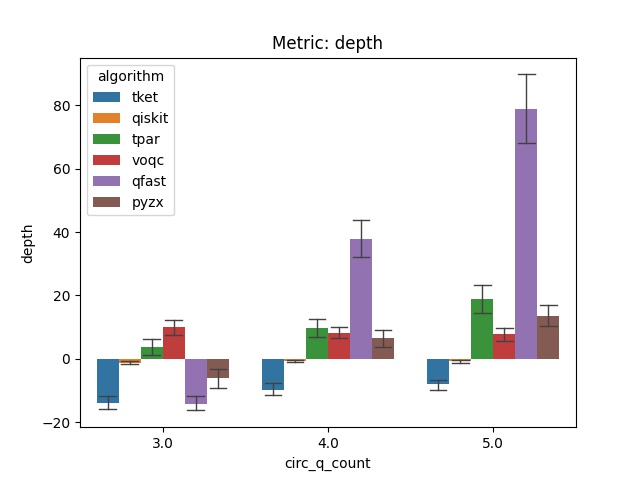 Metric: depth
algorithm
tket
qiskit
tpar
voqc
qfast
pyzx
depth
80
60
40
20
0
−20
3.0
4.0
5.0
circ_q_count